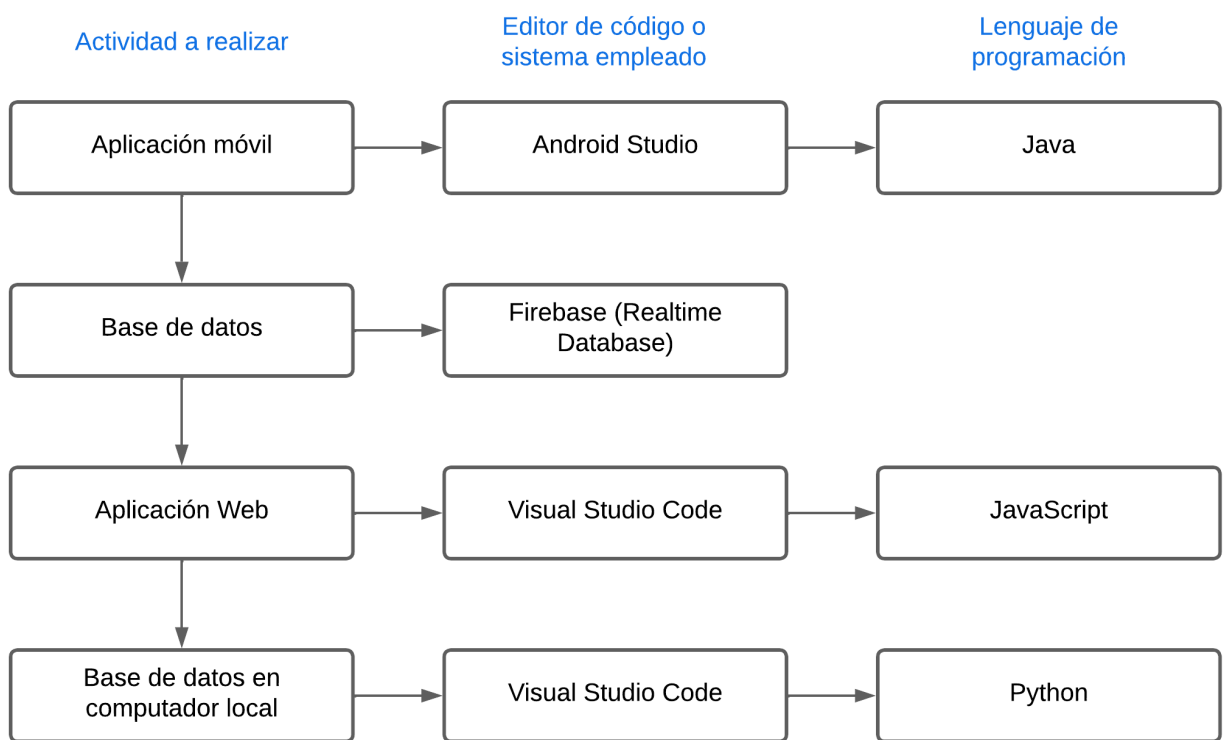 Actividad a realizar
Editor de código o
sistema empleado
Lenguaje de
programación
Aplicación móvil
Android Studio
Java
Base de datos
Firebase (Realtime
Database)
Aplicación Web
Visual Studio Code
JavaScript
Base de datos en
computador local
Visual Studio Code
Python